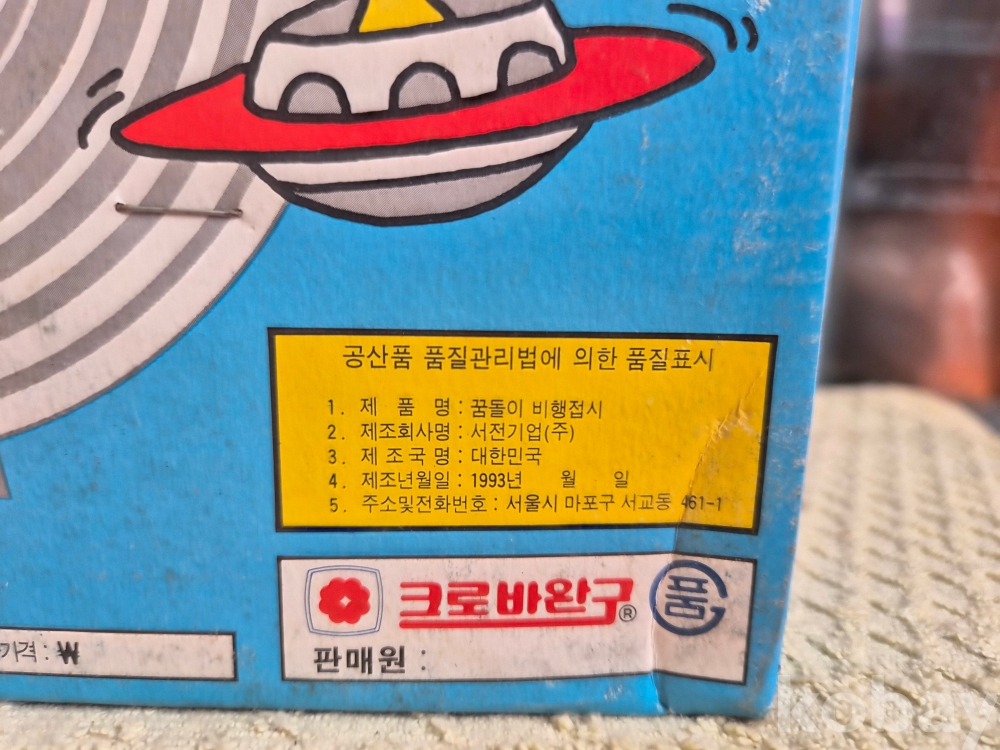 공산품 품질관리법에 의한 품질표시
1. 제 품 명 : 꿈돌이 비행접시
2. 제조회사명 : 서전기업(주)
3. 제 조 국 명 : 대한민국
4. 제조년월일 : 1993년 월 일
5. 주소및전화번호 : 서울시 마포구 서교동 461-1
크로바완구® 품
가격 : ₩
판매원 :
kobay